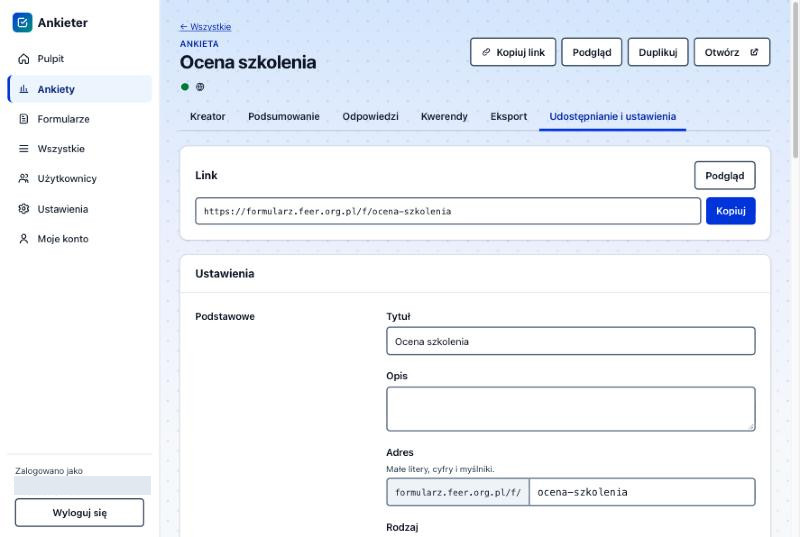 Ankieter
Pulpit
Ankiety
Formularze
Wszystkie
Użytkownicy
Ustawienia
Moje konto
Zalogowano jako
Wyloguj się
← Wszystkie
ANKIETA
Ocena szkolenia
Kopiuj link
Podgląd
Duplikuj
Otwórz
Kreator
Podsumowanie
Odpowiedzi
Kwerendy
Eksport
Udostępnianie i ustawienia
Link
Podgląd
https://formularz.feer.org.pl/f/ocena-szkolenia
Kopiuj
Ustawienia
Podstawowe
Tytuł
Ocena szkolenia
Opis
Adres
Małe litery, cyfry i myślniki.
formularz.feer.org.pl/f/ ocena-szkolenia
Rodzaj